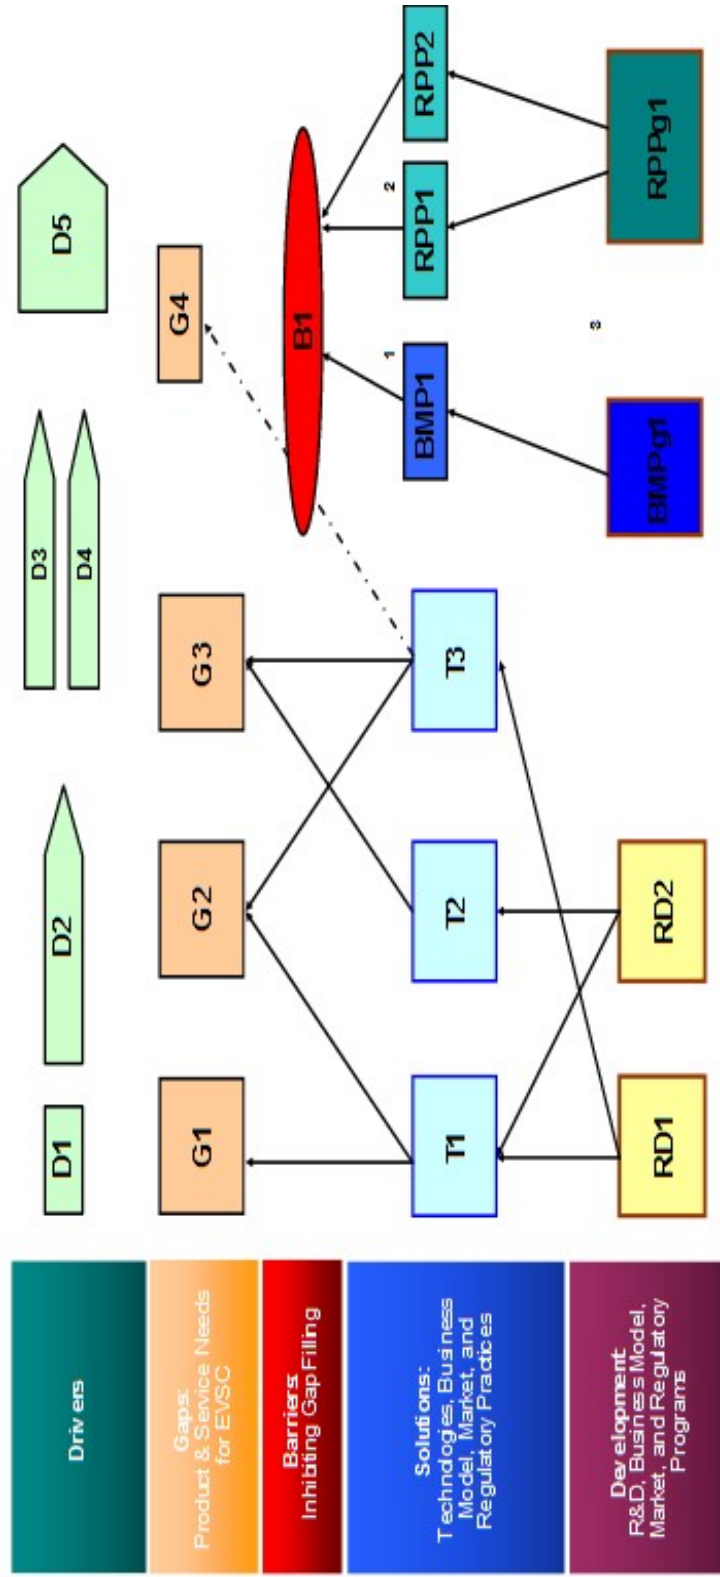 Drivers
D1
D2
D3
D4
D5
Gaps:
Product & Service Needs
for EVSC
G1
G2
G3
G4
Barriers:
Inhibiting Gap Filling
B1
Solutions:
Technologies, Business
Model, Market, and
Regulatory Practices
T1
T2
T3
BMP1
RPP1
RPP2
1
2
Development:
R&D, Business Model,
Market, and Regulatory
Programs
RD1
RD2
BMPg1
RPPg1
3